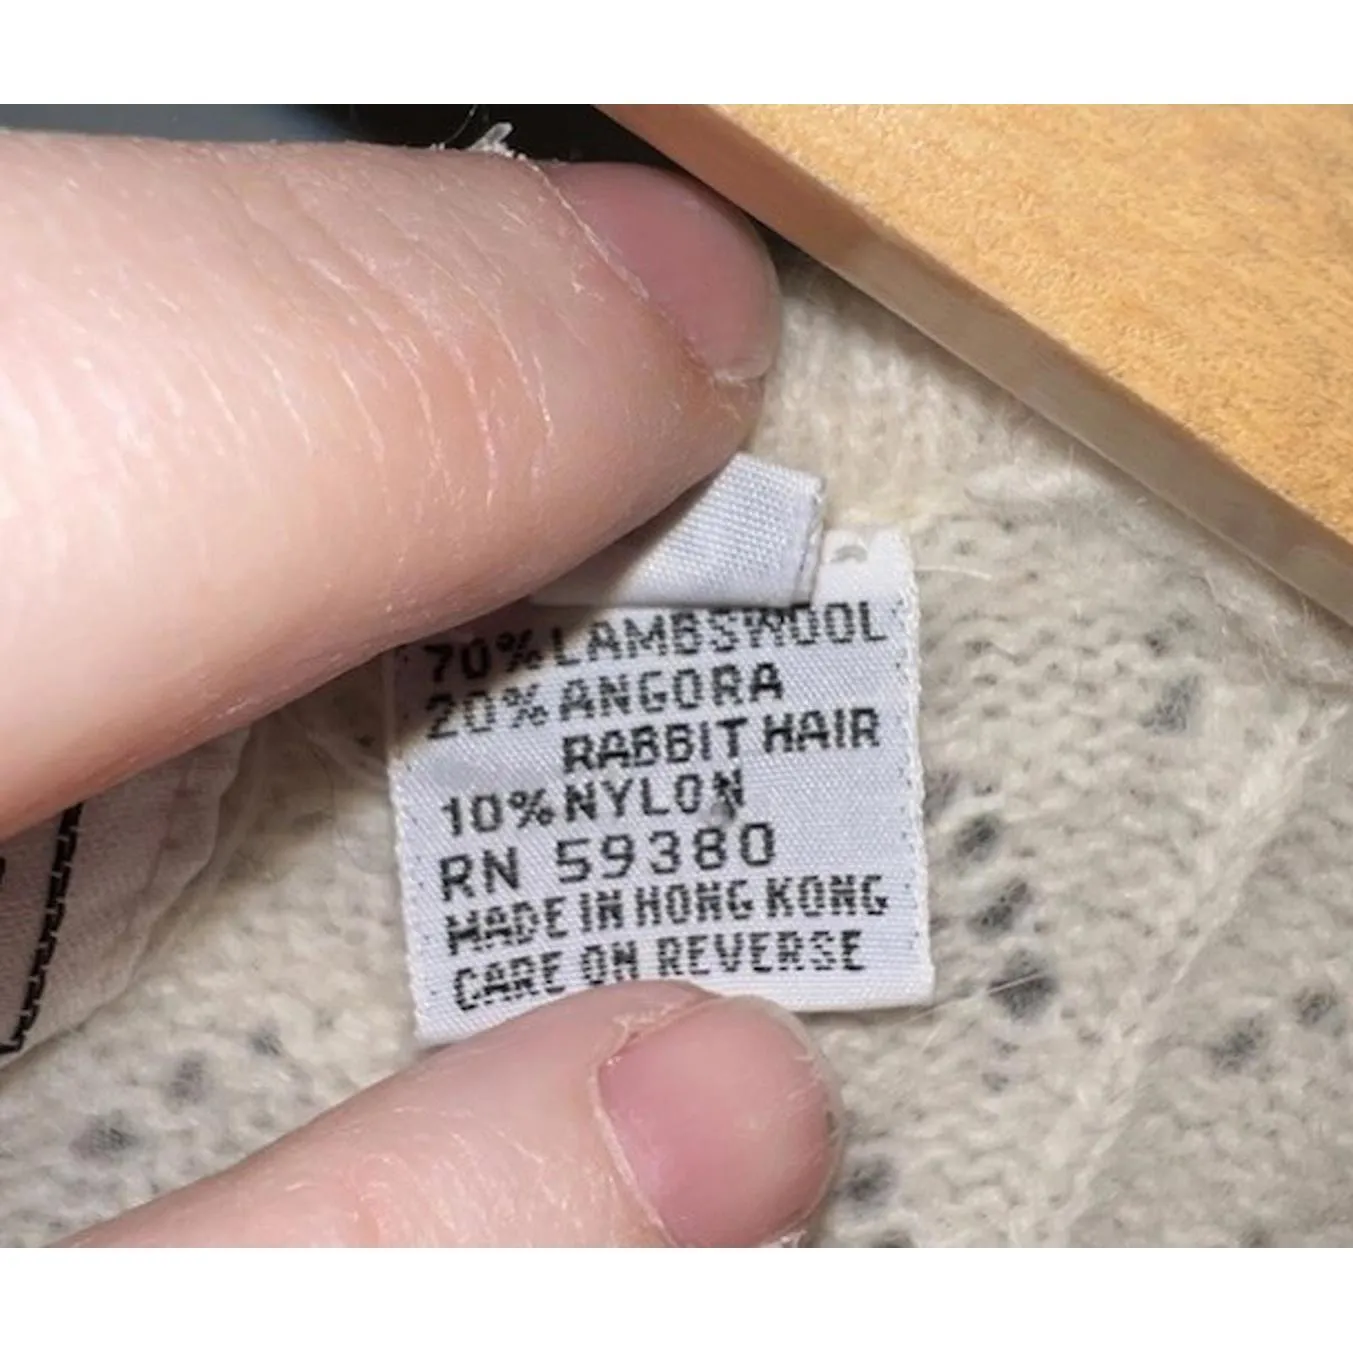 70% LAMBSWOOL
20% ANGORA
RABBIT HAIR
10% NYLON
RN 59380
MADE IN HONG KONG
CARE ON REVERSE